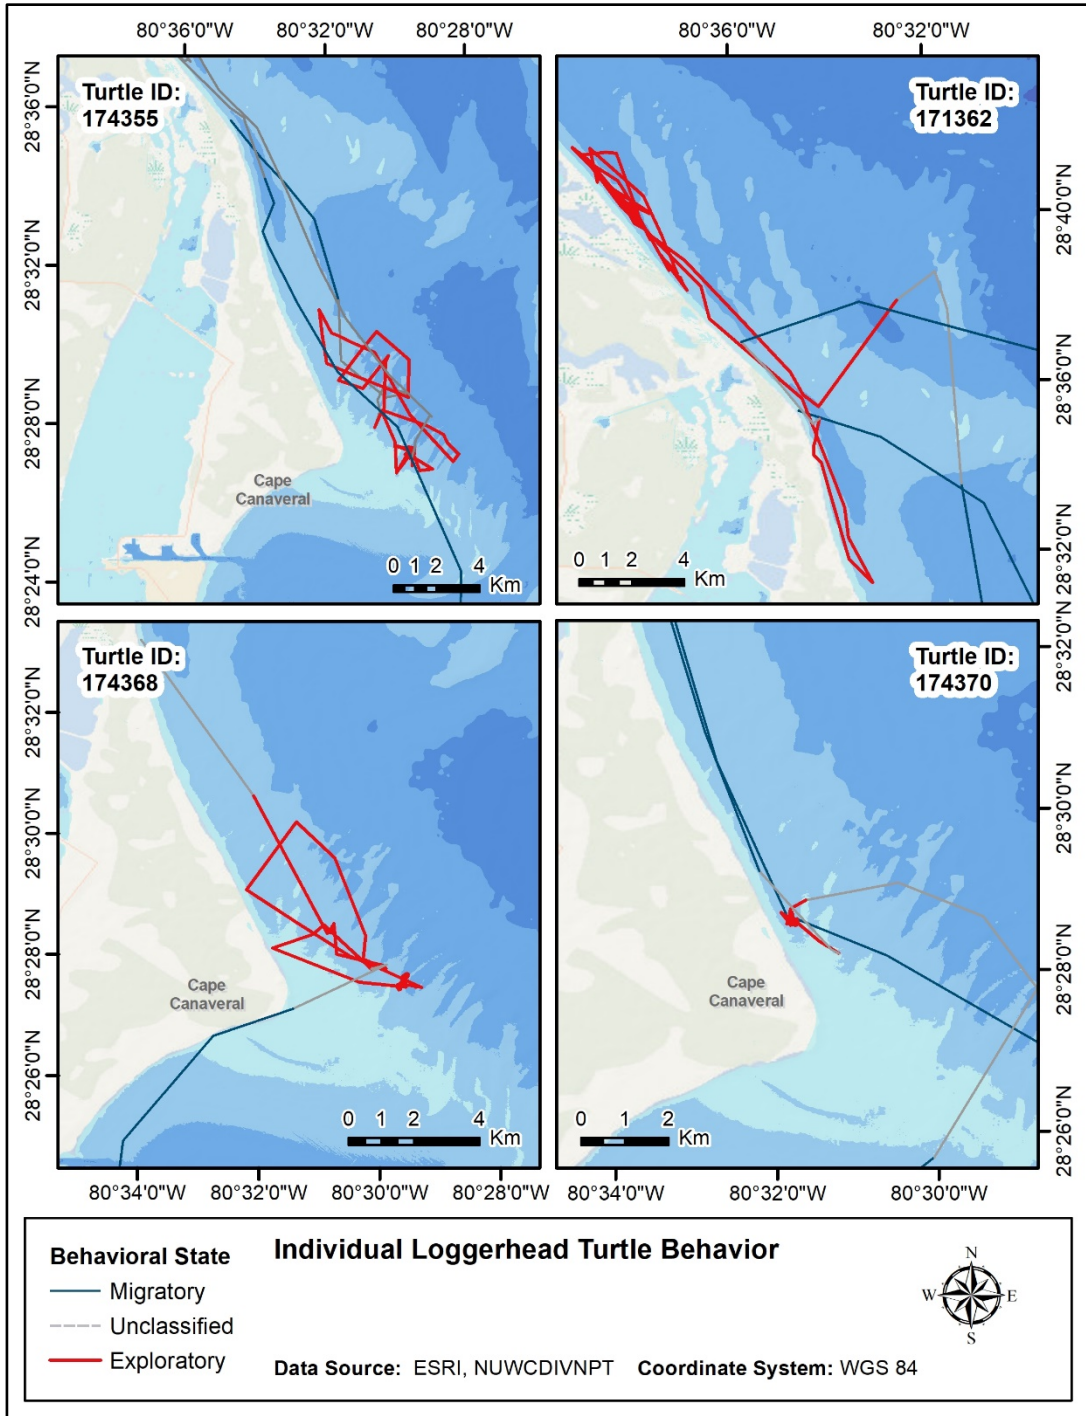 80°36'0"W 80°32'0"W 80°28'0"W
80°36'0"W 80°32'0"W
Turtle ID:
174355
28°36'0"N
28°32'0"N
28°28'0"N
28°24'0"N
Cape
Canaveral
0 1 2 4
Km
Turtle ID:
171362
28°40'0"N
28°36'0"N
28°32'0"N
0 1 2 4
Km
Turtle ID:
174368
28°32'0"N
28°30'0"N
28°28'0"N
28°26'0"N
Cape
Canaveral
0 1 2 4
Km
80°34'0"W 80°32'0"W 80°30'0"W 80°28'0"W
Turtle ID:
174370
28°32'0"N
28°30'0"N
28°28'0"N
28°26'0"N
Cape
Canaveral
0 1 2
Km
80°34'0"W 80°32'0"W 80°30'0"W
Behavioral State
Migratory
Unclassified
Exploratory
Individual Loggerhead Turtle Behavior
Data Source: ESRI, NUWCDIVNPT Coordinate System: WGS 84
N
W E
S